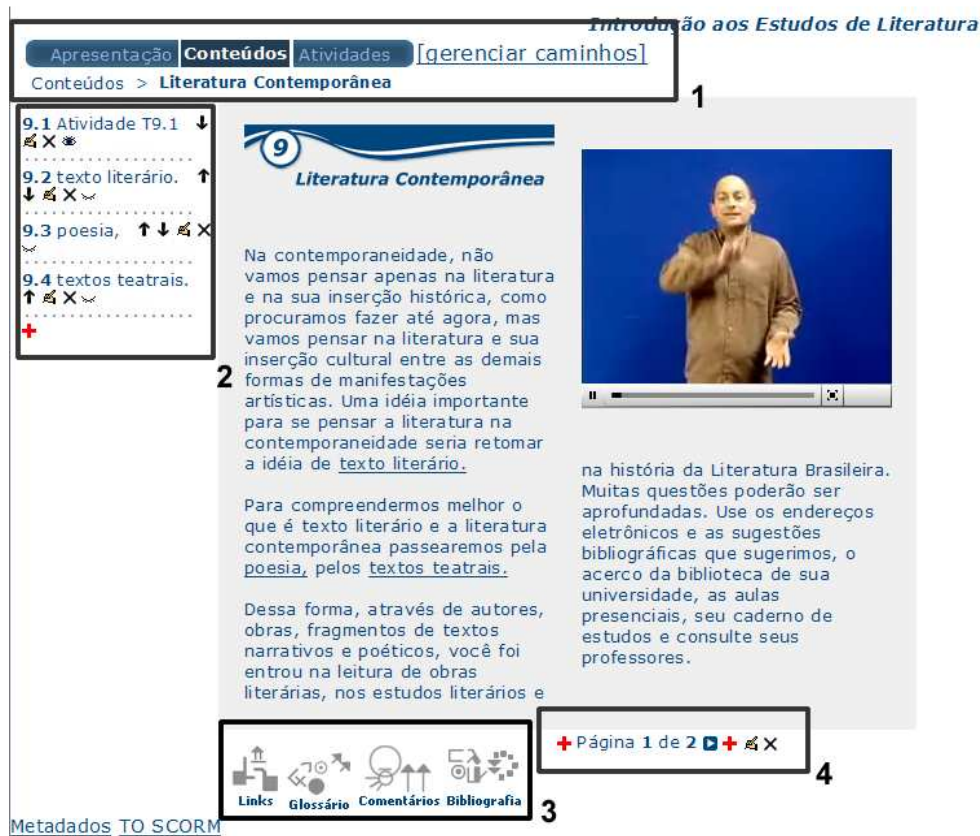 Introdução aos Estudos de Literatura
Apresentação Conteúdos Atividades [gerenciar caminhos]
Conteúdos > Literatura Contemporânea
1
9.1 Atividade T9.1
9.2 texto literário.
9.3 poesia,
9.4 textos teatrais.
2
9
Literatura Contemporânea
Na contemporaneidade, não
vamos pensar apenas na literatura
e na sua inserção histórica, como
procuramos fazer até agora, mas
vamos pensar na literatura e sua
inserção cultural entre as demais
formas de manifestações
artísticas. Uma idéia importante
para se pensar a literatura na
contemporaneidade seria retomar
a idéia de texto literário.
Para compreendermos melhor o
que é texto literário e a literatura
contemporânea passearemos pela
poesia, pelos textos teatrais.
Dessa forma, através de autores,
obras, fragmentos de textos
narrativos e poéticos, você foi
entrou na leitura de obras
literárias, nos estudos literários e
na história da Literatura Brasileira.
Muitas questões poderão ser
aprofundadas. Use os endereços
eletrônicos e as sugestões
bibliográficas que sugerimos, o
acerco da biblioteca de sua
universidade, as aulas
presenciais, seu caderno de
estudos e consulte seus
professores.
Links Glossário Comentários Bibliografia
3
Página 1 de 2
4
Metadados TO SCORM